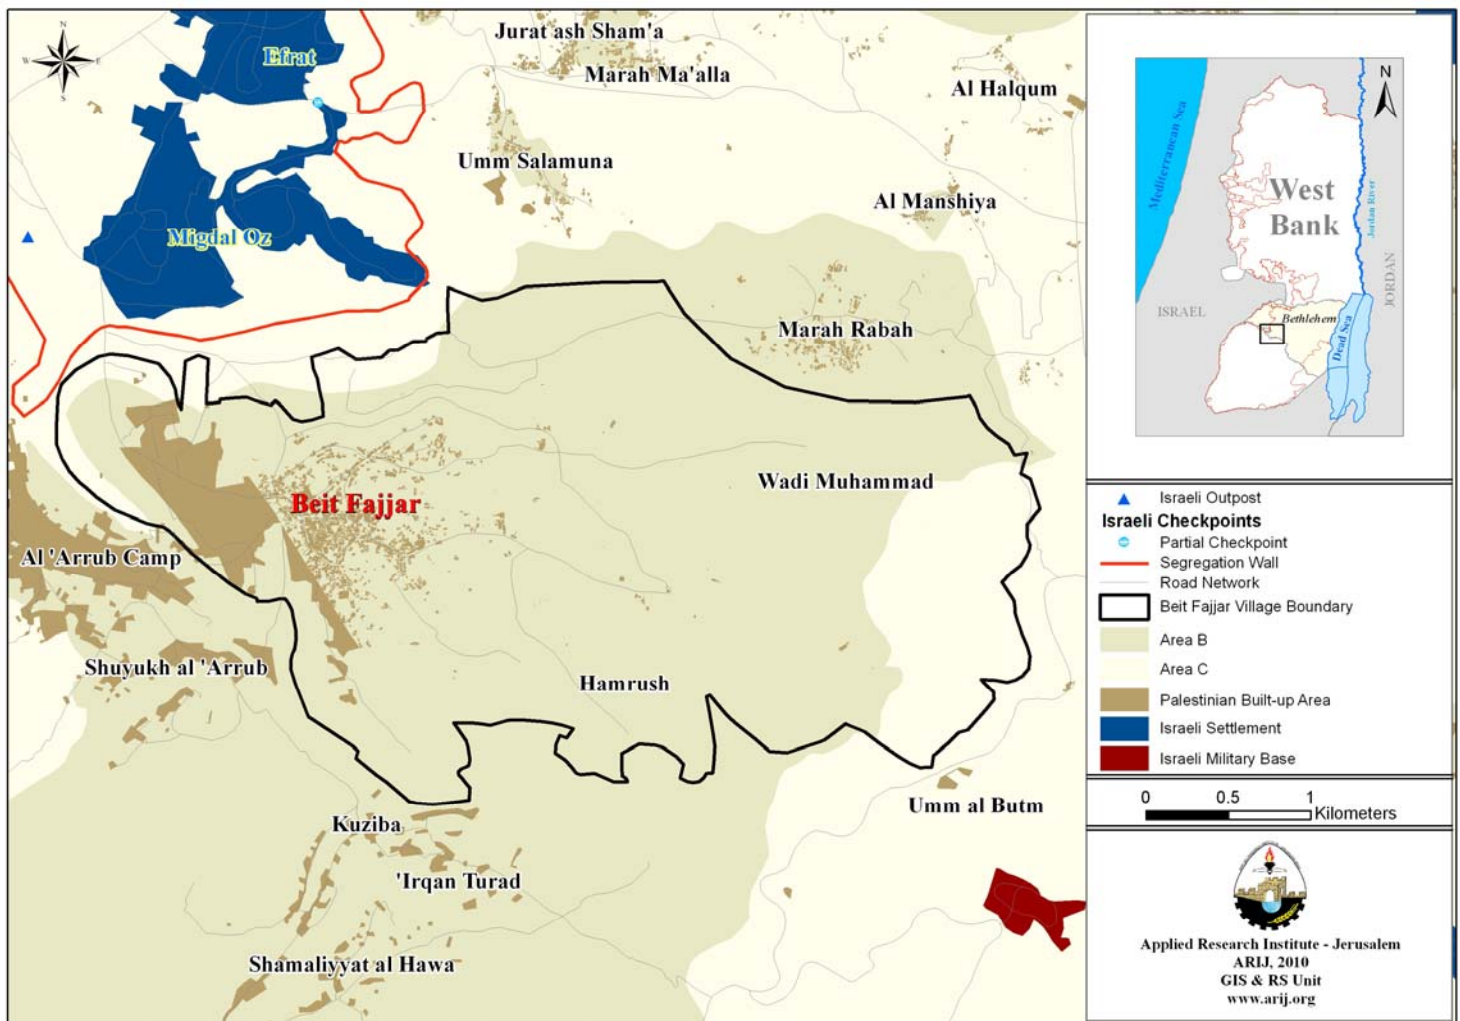 N
W
E
S
Efrat
Migdal Oz
Jurat ash Sham'a
Marah Ma'alla
Al Halqum
Umm Salamuna
Al Manshiya
Marah Rabah
Wadi Muhammad
Beit Fajjar
Al 'Arrub Camp
Shuyukh al 'Arrub
Hamrush
Umm al Butm
Kuziba
'Irqan Turad
Shamaliyyat al Hawa
N
Mediterranean Sea
West
Bank
Jordan River
JORDAN
ISRAEL
Bethlehem
Dead Sea
Israeli Outpost
Israeli Checkpoints
Partial Checkpoint
Segregation Wall
Road Network
Beit Fajjar Village Boundary
Area B
Area C
Palestinian Built-up Area
Israeli Settlement
Israeli Military Base
0 0.5 1
Kilometers
Applied Research Institute - Jerusalem
ARIJ, 2010
GIS & RS Unit
www.arij.org